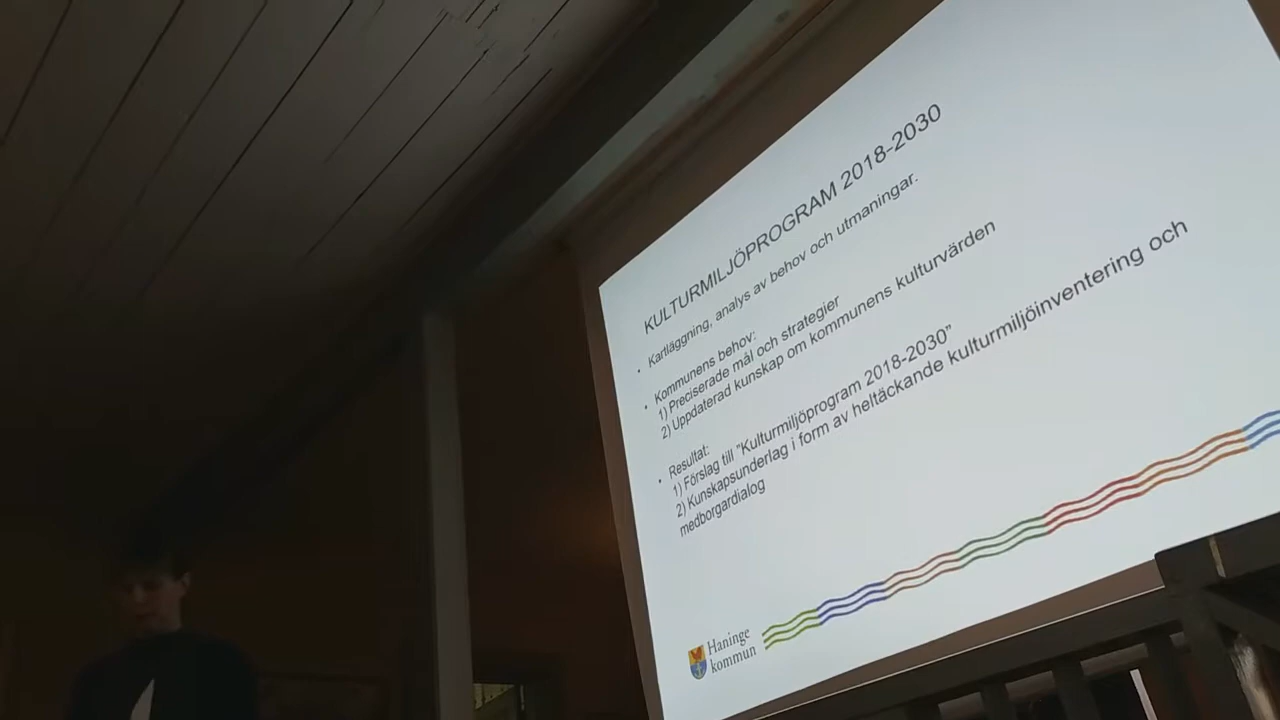 KULTURMILJÖPROGRAM 2018-2030
• Kartläggning, analys av behov och utmaningar.
• Kommunens behov:
1) Preciserade mål och strategier
2) Uppdaterad kunskap om kommunens kulturvärden
• Resultat:
1) Förslag till ”Kulturmiljöprogram 2018-2030”
2) Kunskapsunderlag i form av heltäckande kulturmiljöinventering och
medborgardialog
Haninge
kommun